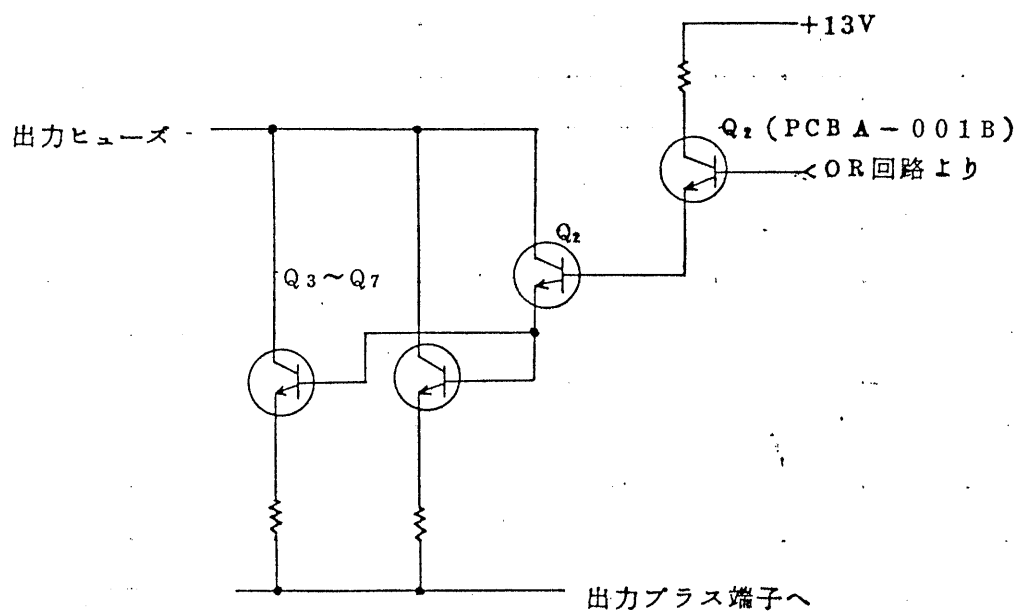 +13V
出力ヒューズ
Q₂(PCBA-001B)
OR回路より
Q₂
Q₃〜Q₇
出力プラス端子へ